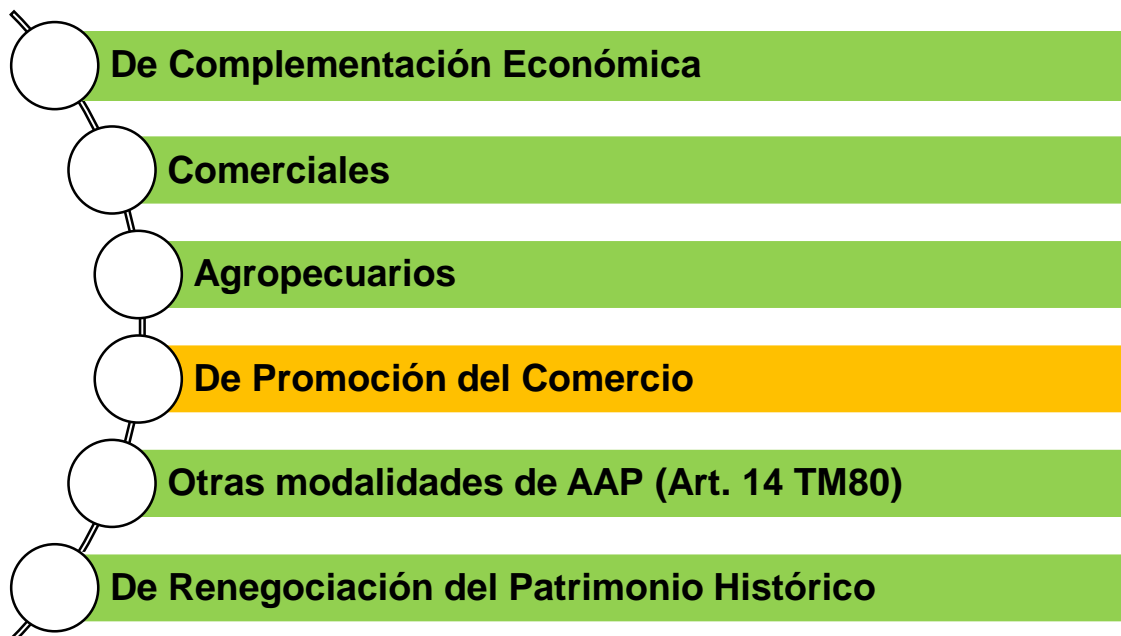 De Complementación Económica
Comerciales
Agropecuarios
De Promoción del Comercio
Otras modalidades de AAP (Art. 14 TM80)
De Renegociación del Patrimonio Histórico